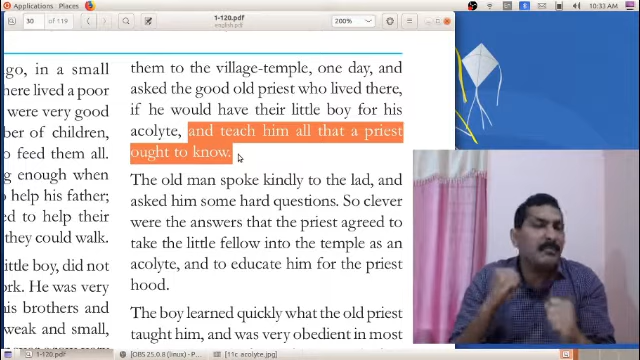 Applications Places
10:33 AM
30 of 119
1-120.pdf
200%
go, in a small
here lived a poor
were very good
ber of children,
o feed them all.
g enough when
o help his father;
ed to help their
they could walk.
ittle boy, did not
rk. He was very
his brothers and
weak and small,
them to the village-temple, one day, and
asked the good old priest who lived there,
if he would have their little boy for his
acolyte, and teach him all that a priest
ought to know.
The old man spoke kindly to the lad, and
asked him some hard questions. So clever
were the answers that the priest agreed to
take the little fellow into the temple as an
acolyte, and to educate him for the priest
hood.
The boy learned quickly what the old priest
taught him, and was very obedient in most
1-120.pdf
[OBS 25.0.8 (linux) - P...
[11c_acolyte.jpg]